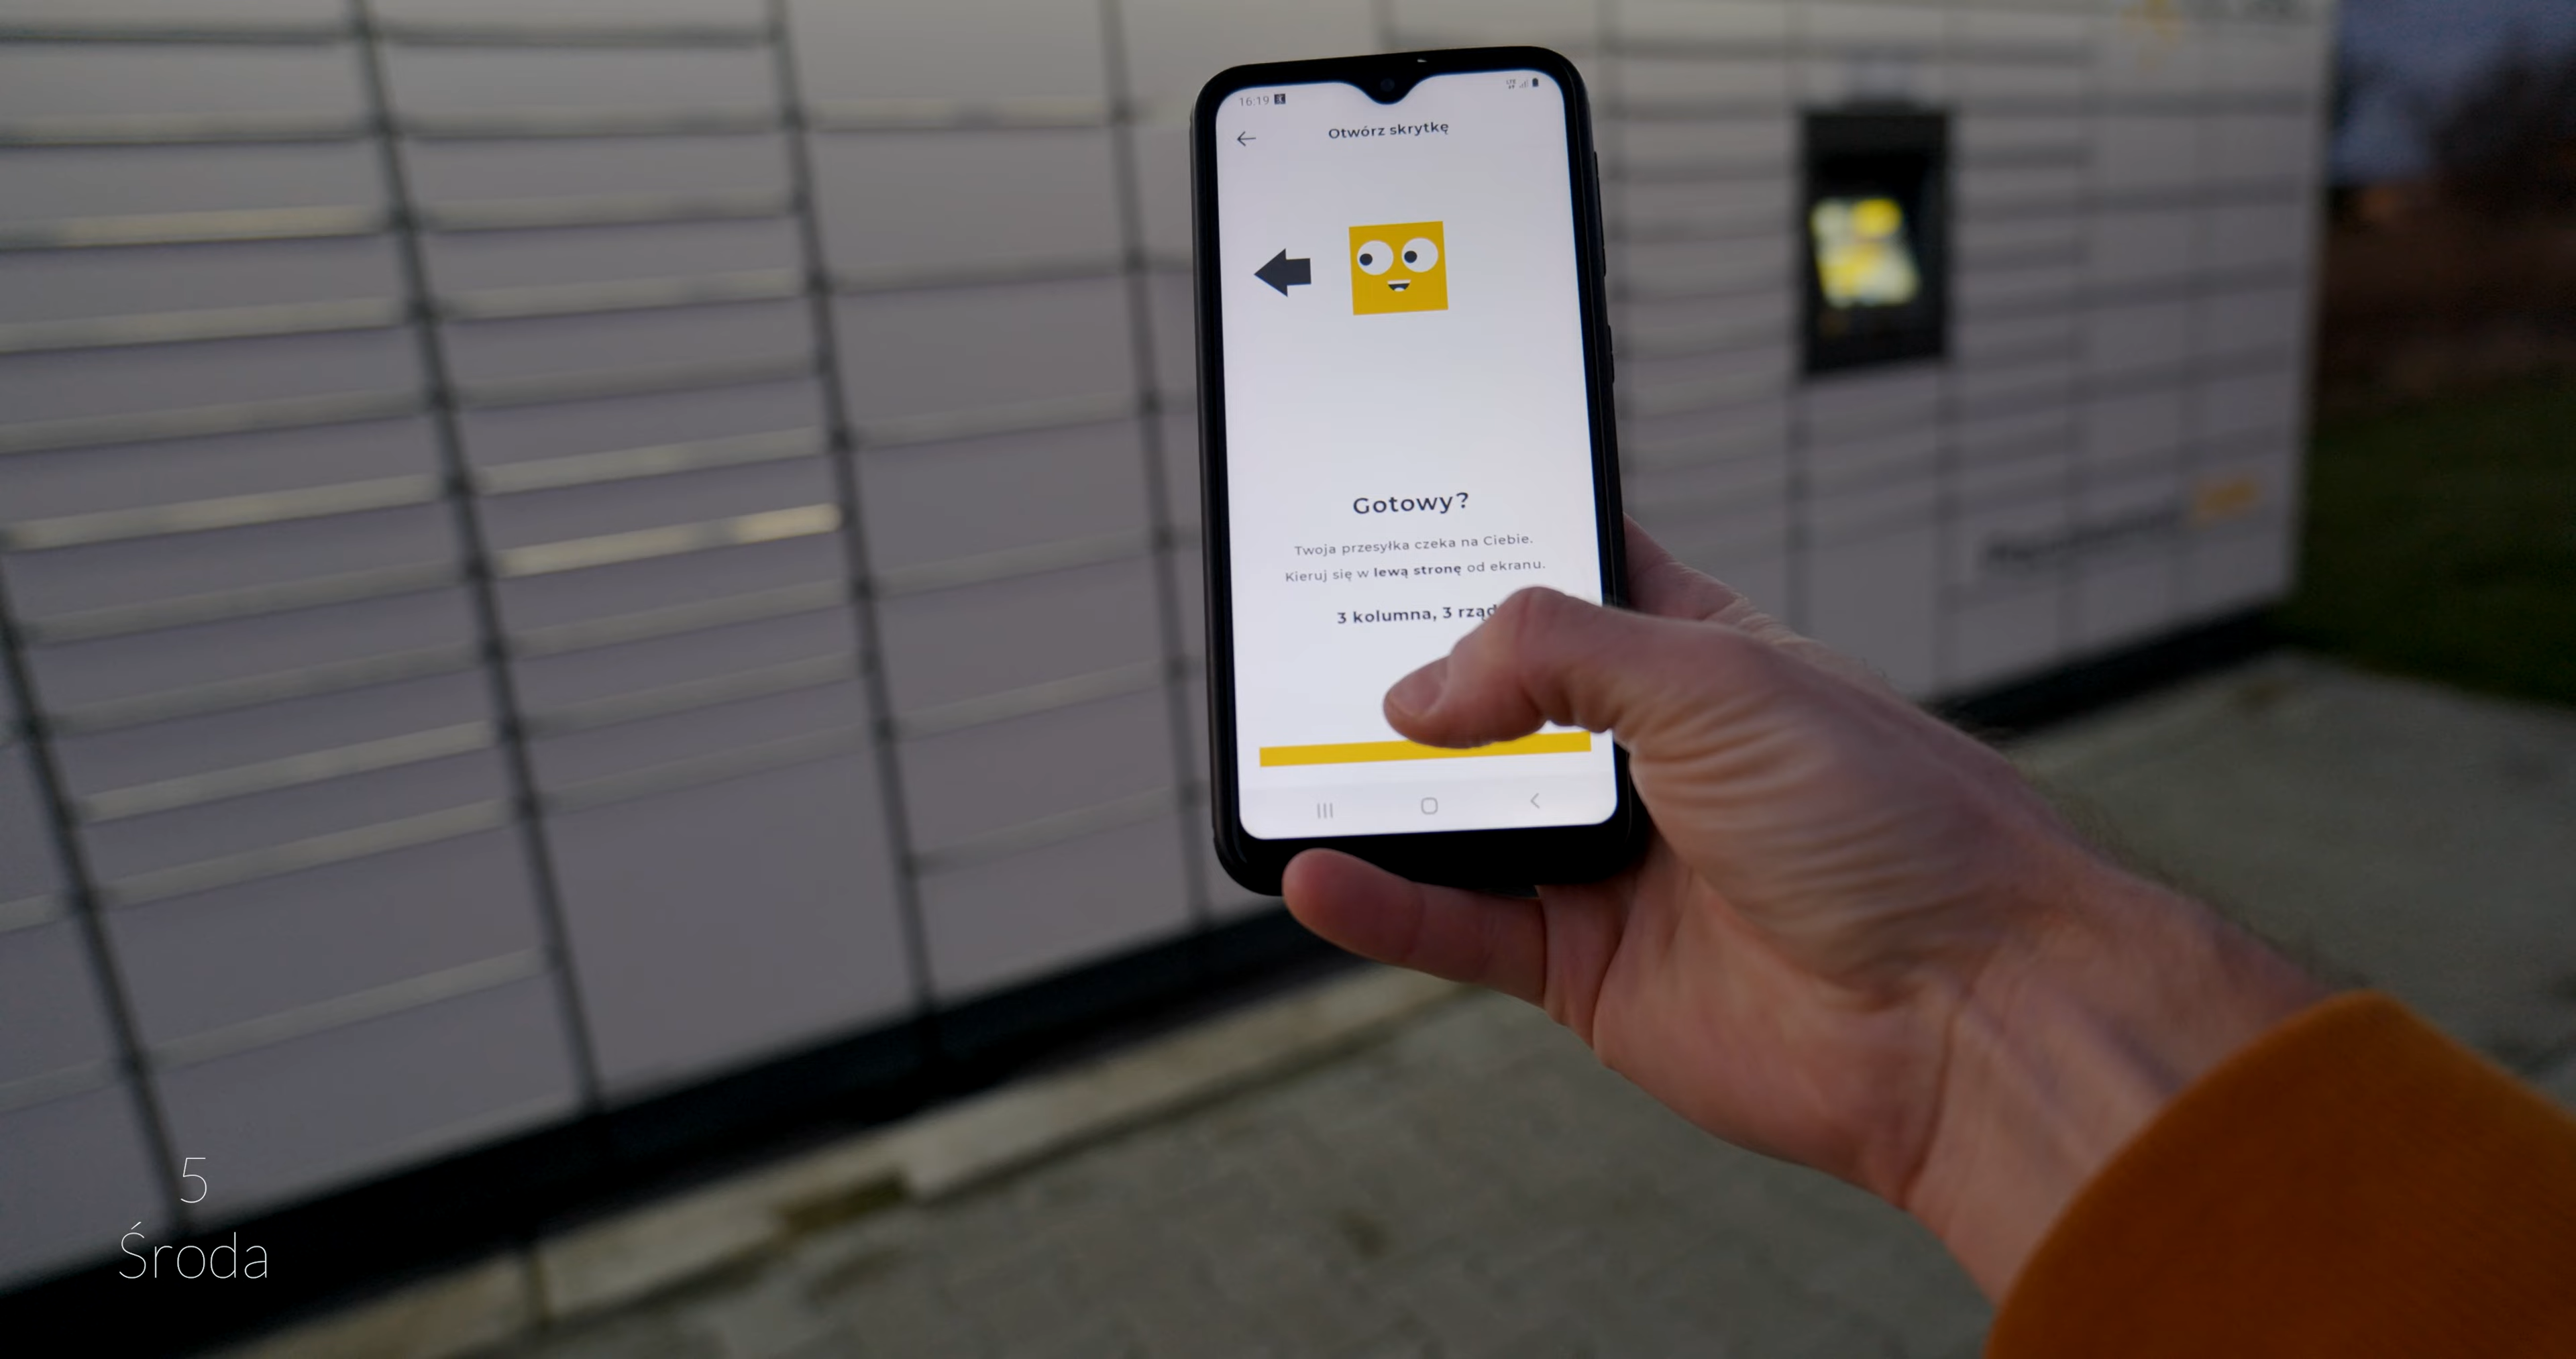 16:19
Otwórz skrytkę
Gotowy?
Twoja przesyłka czeka na Ciebie.
Kieruj się w lewą stronę od ekranu.
3 kolumna, 3 rząd
5
Środa